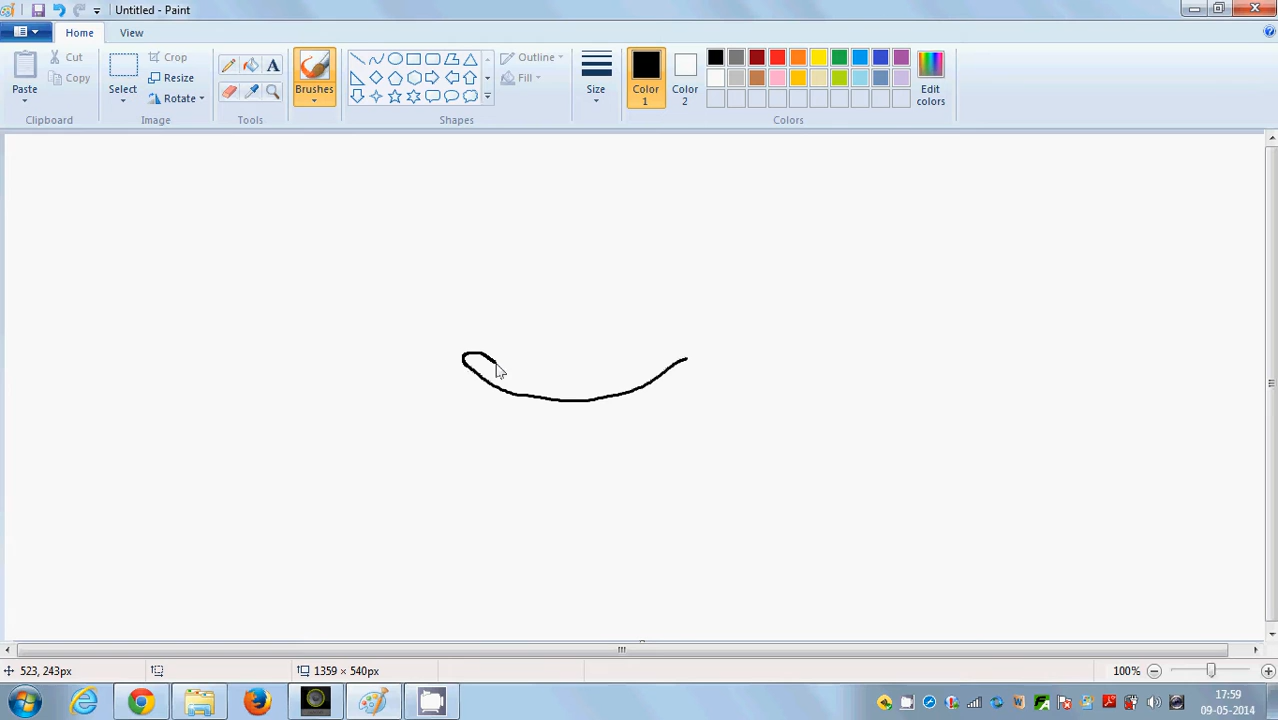 Untitled - Paint
Home View
Cut
Copy
Paste
Clipboard
Crop
Resize
Rotate
Select
Image
A
Tools
Brushes
Outline
Fill
Shapes
Size
Color 1
Color 2
Edit colors
Colors
523, 243px
1359 × 540px
100%
17:59
09-05-2014